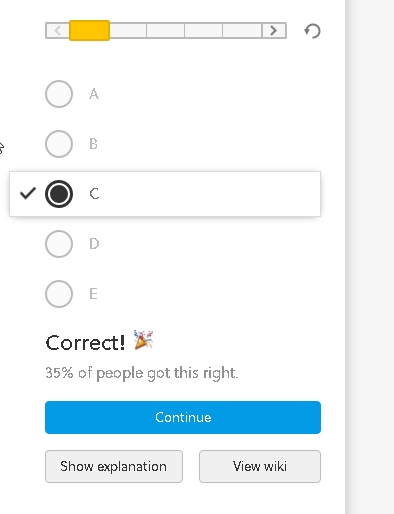 A
B
C
D
E
Correct! 🎉
35% of people got this right.
Continue
Show explanation
View wiki